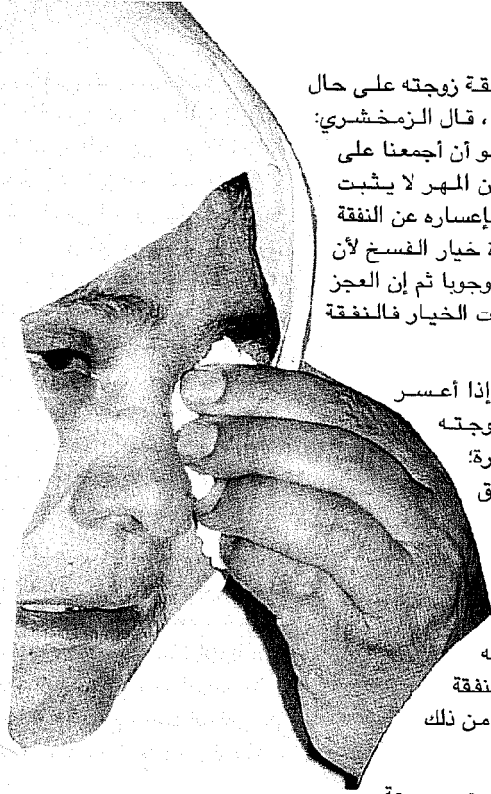 قة زوجته على حال
، قال الزمخشري:
و أن أجمعنا على
ن المهر لا يثبت
إعساره عن النفقة
ة خيار الفسخ لأن
وجوبا ثم إن العجز
ت الخيار فالنفقة
إذا أعسر
وجته
رة؛
ق
ه
نفقة
من ذلك